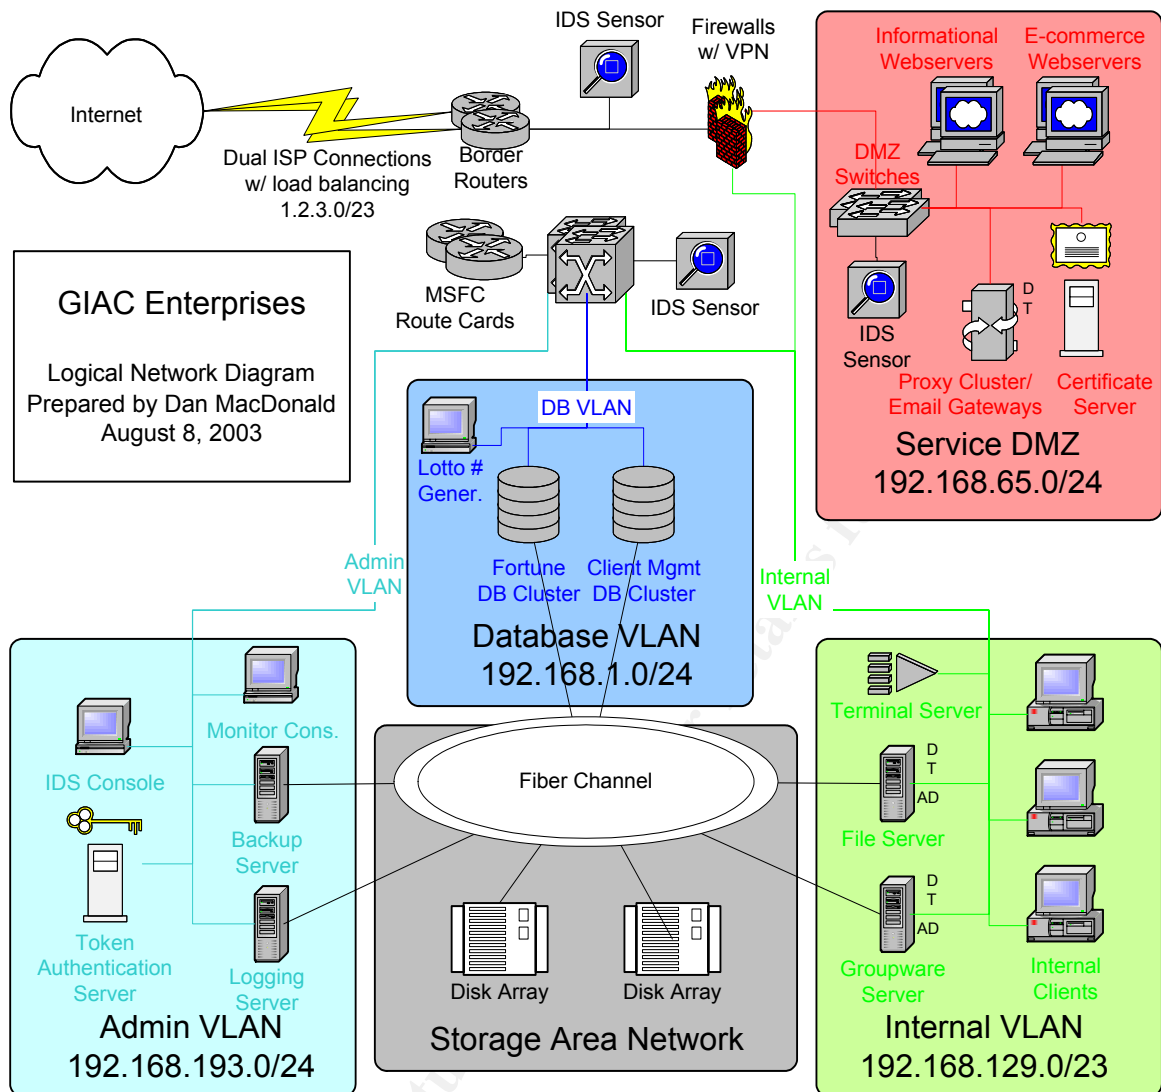 IDS Sensor
Firewalls
w/ VPN
Informational
Webservers
E-commerce
Webservers
Internet
Dual ISP Connections
w/ load balancing
1.2.3.0/23
Border
Routers
DMZ
Switches
MSFC
Route Cards
IDS Sensor
IDS
Sensor
D
T
Proxy Cluster/
Email Gateways
Certificate
Server
Service DMZ
192.168.65.0/24
GIAC Enterprises
Logical Network Diagram
Prepared by Dan MacDonald
August 8, 2003
DB VLAN
Lotto #
Gener.
Fortune
DB Cluster
Client Mgmt
DB Cluster
Database VLAN
192.168.1.0/24
Admin
VLAN
Internal
VLAN
Monitor Cons.
IDS Console
Backup
Server
Token
Authentication
Server
Logging
Server
Admin VLAN
192.168.193.0/24
Fiber Channel
Disk Array
Disk Array
Storage Area Network
Terminal Server
D
T
AD
File Server
D
T
AD
Groupware
Server
Internal
Clients
Internal VLAN
192.168.129.0/23